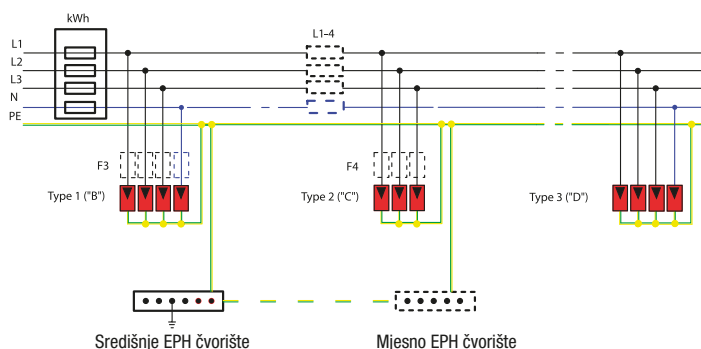 kWh
L1-4
L1
L2
L3
N
PE
F3
F4
Type 1 ("B")
Type 2 ("C")
Type 3 ("D")
Središnje EPH čvorište
Mjesno EPH čvorište